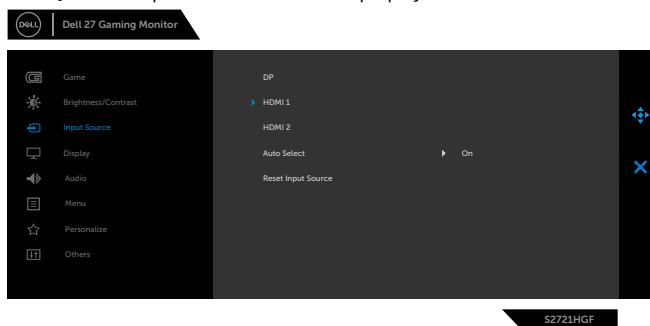 DELL
Dell 27 Gaming Monitor
Game
DP
Brightness/Contrast
HDMI 1
Input Source
HDMI 2
Display
Auto Select
On
Audio
Reset Input Source
Menu
Personalize
Others
S2721HGF